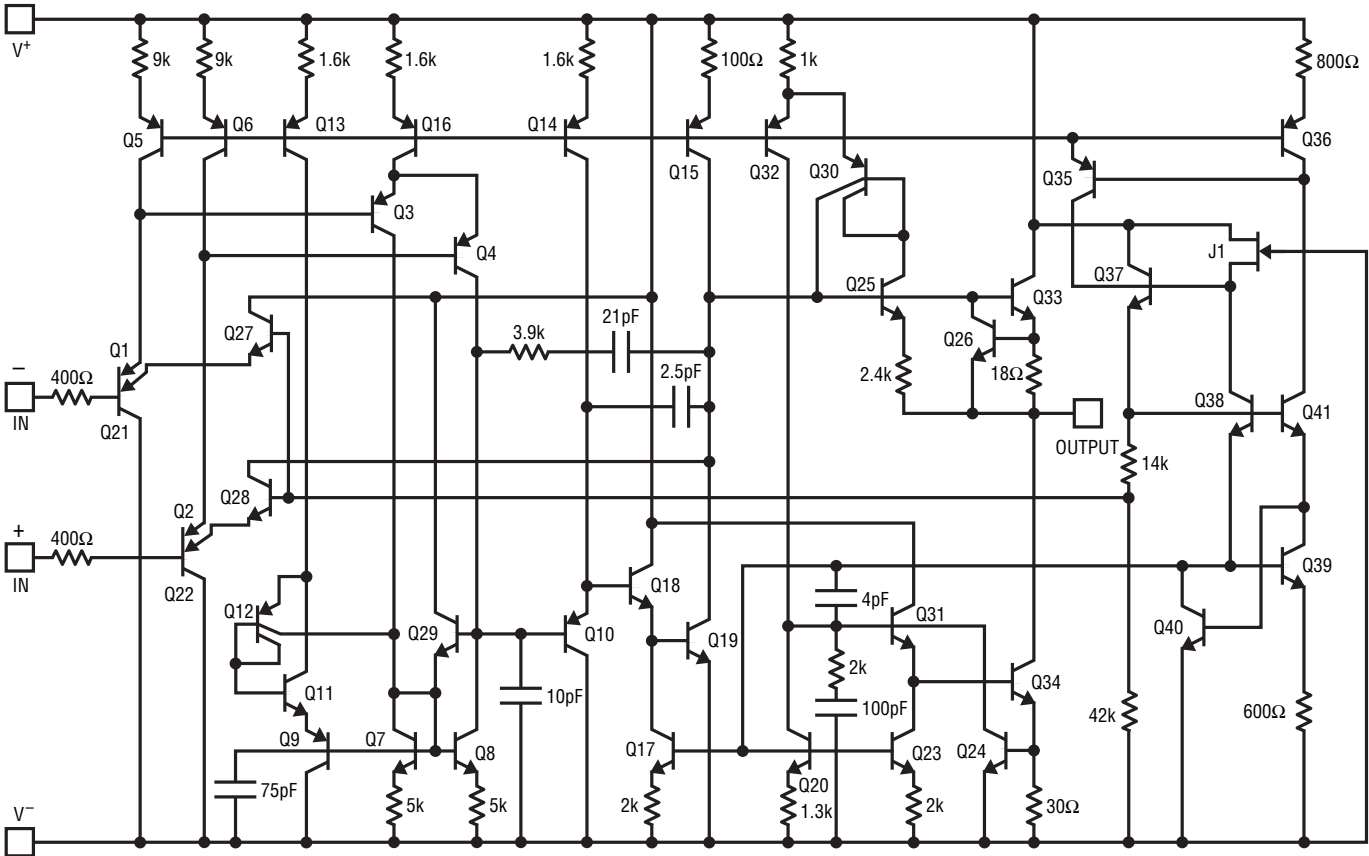 V+
9k
9k
1.6k
1.6k
1.6k
100Ω
1k
800Ω
Q5
Q6
Q13
Q16
Q14
Q15
Q32
Q30
Q35
Q36
Q3
Q4
J1
Q37
Q25
Q33
Q27
3.9k
21pF
Q26
Q1
2.5pF
2.4k
18Ω
−
400Ω
IN
Q21
Q38
Q41
OUTPUT
14k
Q28
Q2
+
400Ω
IN
Q22
Q39
Q18
Q12
4pF
Q31
Q29
Q10
Q19
Q40
2k
Q11
Q34
10pF
100pF
42k
600Ω
Q9
Q7
Q8
Q17
Q23
Q24
Q20
75pF
V−
5k
5k
2k
1.3k
2k
30Ω